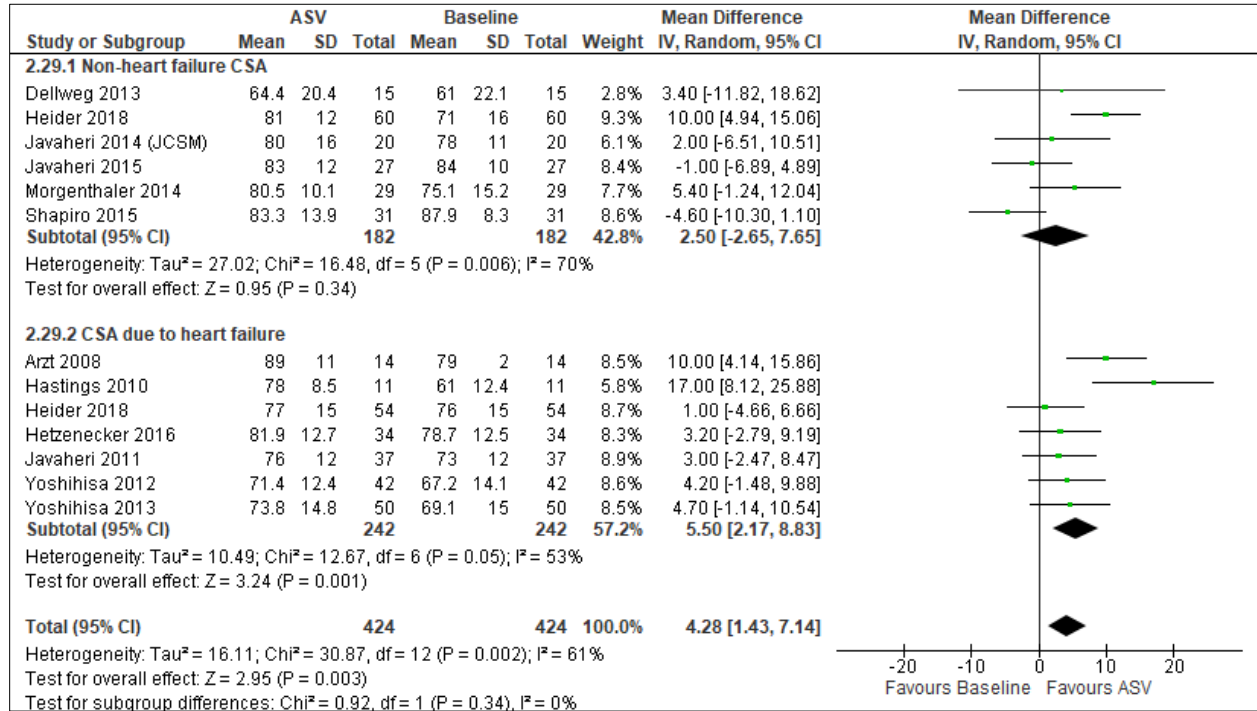 ASV Baseline Mean Difference Mean Difference
Study or Subgroup Mean SD Total Mean SD Total Weight IV, Random, 95% CI IV, Random, 95% CI
2.29.1 Non-heart failure CSA
Dellweg 2013 64.4 20.4 15 61 22.1 15 2.8% 3.40 [-11.82, 18.62]
Heider 2018 81 12 60 71 16 60 9.3% 10.00 [4.94, 15.06]
Javaheri 2014 (JCSM) 80 16 20 78 11 20 6.1% 2.00 [-6.51, 10.51]
Javaheri 2015 83 12 27 84 10 27 8.4% -1.00 [-6.89, 4.89]
Morgenthaler 2014 80.5 10.1 29 75.1 15.2 29 7.7% 5.40 [-1.24, 12.04]
Shapiro 2015 83.3 13.9 31 87.9 8.3 31 8.6% -4.60 [-10.30, 1.10]
Subtotal (95% CI) 182 182 42.8% 2.50 [-2.65, 7.65]
Heterogeneity: Tau² = 27.02; Chi² = 16.48, df = 5 (P = 0.006); I² = 70%
Test for overall effect: Z = 0.95 (P = 0.34)
2.29.2 CSA due to heart failure
Arzt 2008 89 11 14 79 2 14 8.5% 10.00 [4.14, 15.86]
Hastings 2010 78 8.5 11 61 12.4 11 5.8% 17.00 [8.12, 25.88]
Heider 2018 77 15 54 76 15 54 8.7% 1.00 [-4.66, 6.66]
Hetzenecker 2016 81.9 12.7 34 78.7 12.5 34 8.3% 3.20 [-2.79, 9.19]
Javaheri 2011 76 12 37 73 12 37 8.9% 3.00 [-2.47, 8.47]
Yoshihisa 2012 71.4 12.4 42 67.2 14.1 42 8.6% 4.20 [-1.48, 9.88]
Yoshihisa 2013 73.8 14.8 50 69.1 15 50 8.4% 4.70 [-1.14, 10.54]
Subtotal (95% CI) 242 242 57.2% 5.50 [2.17, 8.83]
Heterogeneity: Tau² = 10.49; Chi² = 12.67, df = 6 (P = 0.05); I² = 53%
Test for overall effect: Z = 3.24 (P = 0.001)
Total (95% CI) 424 424 100.0% 4.28 [1.43, 7.14]
Heterogeneity: Tau² = 16.11; Chi² = 30.87, df = 12 (P = 0.002); I² = 61%
Test for overall effect: Z = 2.95 (P = 0.003)
Test for subgroup differences: Chi² = 0.92, df = 1 (P = 0.34), I² = 0%
-20 -10 0 10 20
Favours Baseline Favours ASV